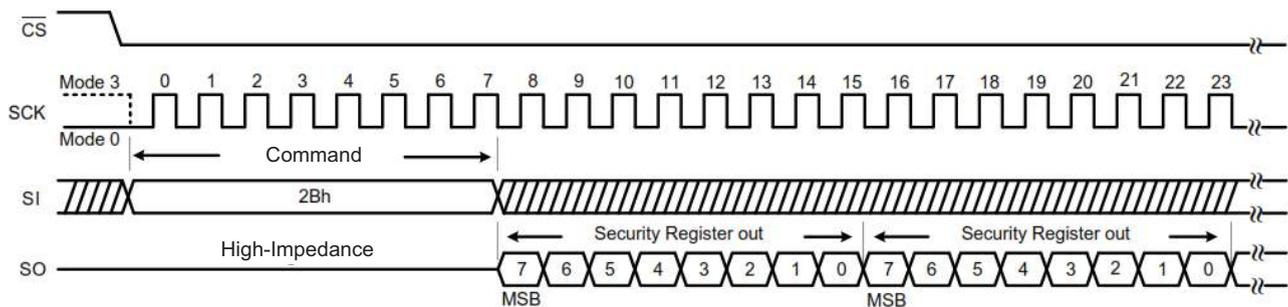 CS
Mode 3 0 1 2 3 4 5 6 7 8 9 10 11 12 13 14 15 16 17 18 19 20 21 22 23
SCK
Mode 0
Command
SI 2Bh
Security Register out Security Register out
High-Impedance
SO 7 6 5 4 3 2 1 0 7 6 5 4 3 2 1 0
MSB MSB